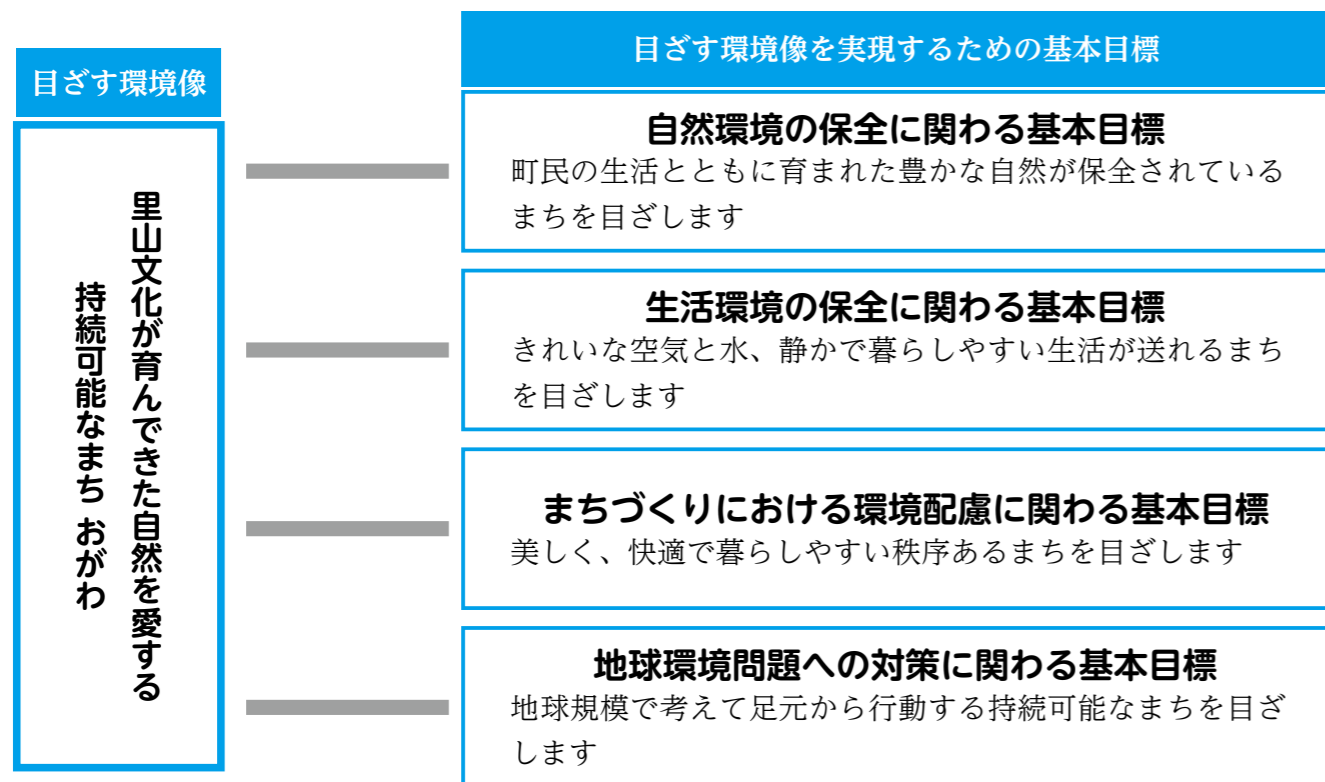 目ざす環境像
里山文化が育んできた自然を愛する
持続可能なまち おがわ
目ざす環境像を実現するための基本目標
自然環境の保全に関わる基本目標
町民の生活とともに育まれた豊かな自然が保全されている
まちを目ざします
生活環境の保全に関わる基本目標
きれいな空気と水、静かで暮らしやすい生活が送れるまち
を目ざします
まちづくりにおける環境配慮に関わる基本目標
美しく、快適で暮らしやすい秩序あるまちを目ざします
地球環境問題への対策に関わる基本目標
地球規模で考えて足元から行動する持続可能なまちを目ざ
します